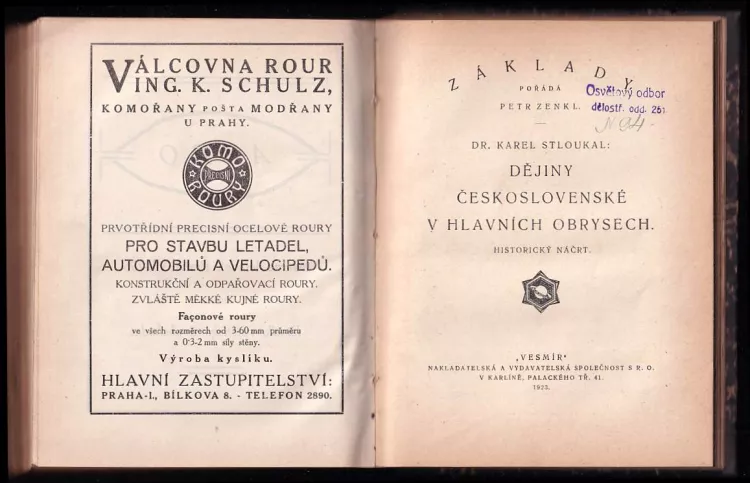 VÁLCOVNA ROUR
ING. K. SCHULZ,
KOMOŘANY POŠTA MODŘANY
U PRAHY.
KOMO
PŘECISNÍ
ROURY
PRVOTŘÍDNÍ PRECISNÍ OCELOVÉ ROURY
PRO STAVBU LETADEL,
AUTOMOBILŮ A VELOCIPEDŮ.
KONSTRUKČNÍ A ODPAŘOVACÍ ROURY.
ZVLÁŠTĚ MĚKKÉ KUJNÉ ROURY.
Façonové roury
ve všech rozměrech od 3-60 mm průměru
a 0·3-2 mm síly stěny.
Výroba kyslíku.
HLAVNÍ ZASTUPITELSTVÍ:
PRAHA-I., BÍLKOVA 8. - TELEFON 2890.
ZÁKLADY
POŘÁDÁ
PETR ZENKL.
Osvětový odbor
dělostř. odd. 251
N 94-
DR. KAREL STLOUKAL:
DĚJINY
ČESKOSLOVENSKÉ
V HLAVNÍCH OBRYSECH.
HISTORICKÝ NÁČRT.
„VESMÍR"
NAKLADATELSKÁ A VYDAVATELSKÁ SPOLEČNOST S R. O.
V KARLÍNĚ, PALACKÉHO TŘ. 41.
1923.